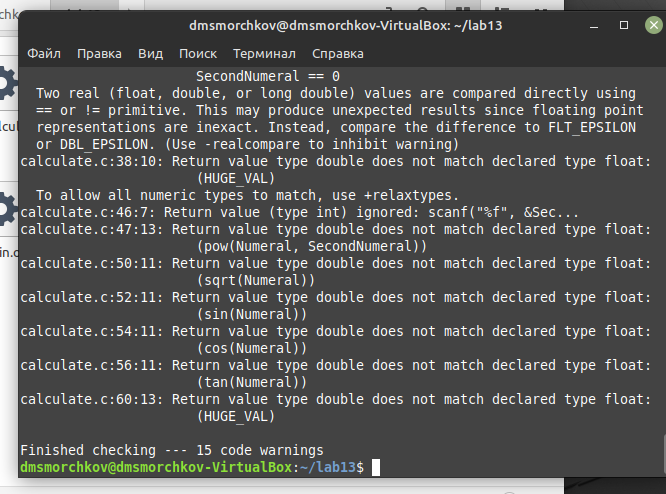 dmsmorchkov@dmsmorchkov-VirtualBox: ~/lab13
Файл Правка Вид Поиск Терминал Справка
SecondNumeral == 0
Two real (float, double, or long double) values are compared directly using
== or != primitive. This may produce unexpected results since floating point
representations are inexact. Instead, compare the difference to FLT_EPSILON
or DBL_EPSILON. (Use -realcompare to inhibit warning)
calculate.c:38:10: Return value type double does not match declared type float:
(HUGE_VAL)
To allow all numeric types to match, use +relaxtypes.
calculate.c:46:7: Return value (type int) ignored: scanf("%f", &Sec...
calculate.c:47:13: Return value type double does not match declared type float:
(pow(Numeral, SecondNumeral))
calculate.c:50:11: Return value type double does not match declared type float:
(sqrt(Numeral))
calculate.c:52:11: Return value type double does not match declared type float:
(sin(Numeral))
calculate.c:54:11: Return value type double does not match declared type float:
(cos(Numeral))
calculate.c:56:11: Return value type double does not match declared type float:
(tan(Numeral))
calculate.c:60:13: Return value type double does not match declared type float:
(HUGE_VAL)
Finished checking --- 15 code warnings
dmsmorchkov@dmsmorchkov-VirtualBox:~/lab13$